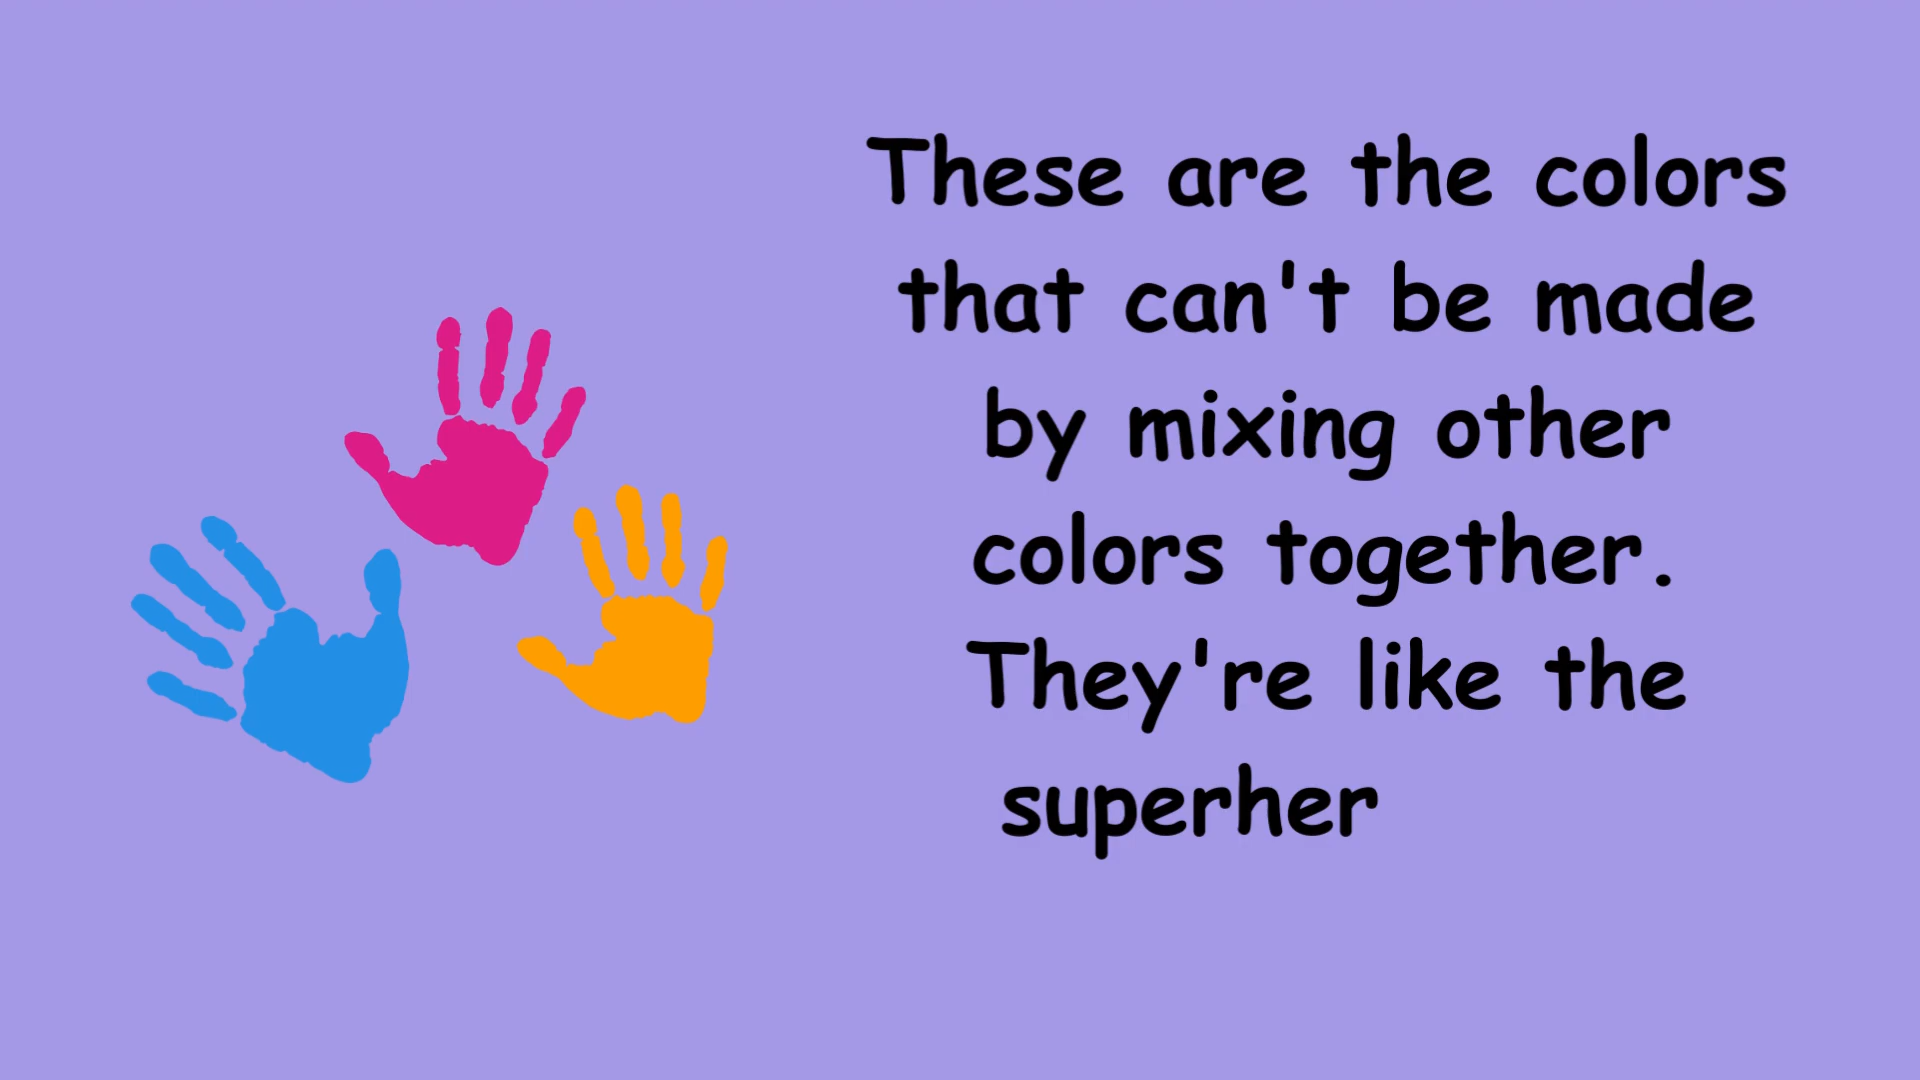 These are the colors
that can't be made
by mixing other
colors together.
They're like the
superher